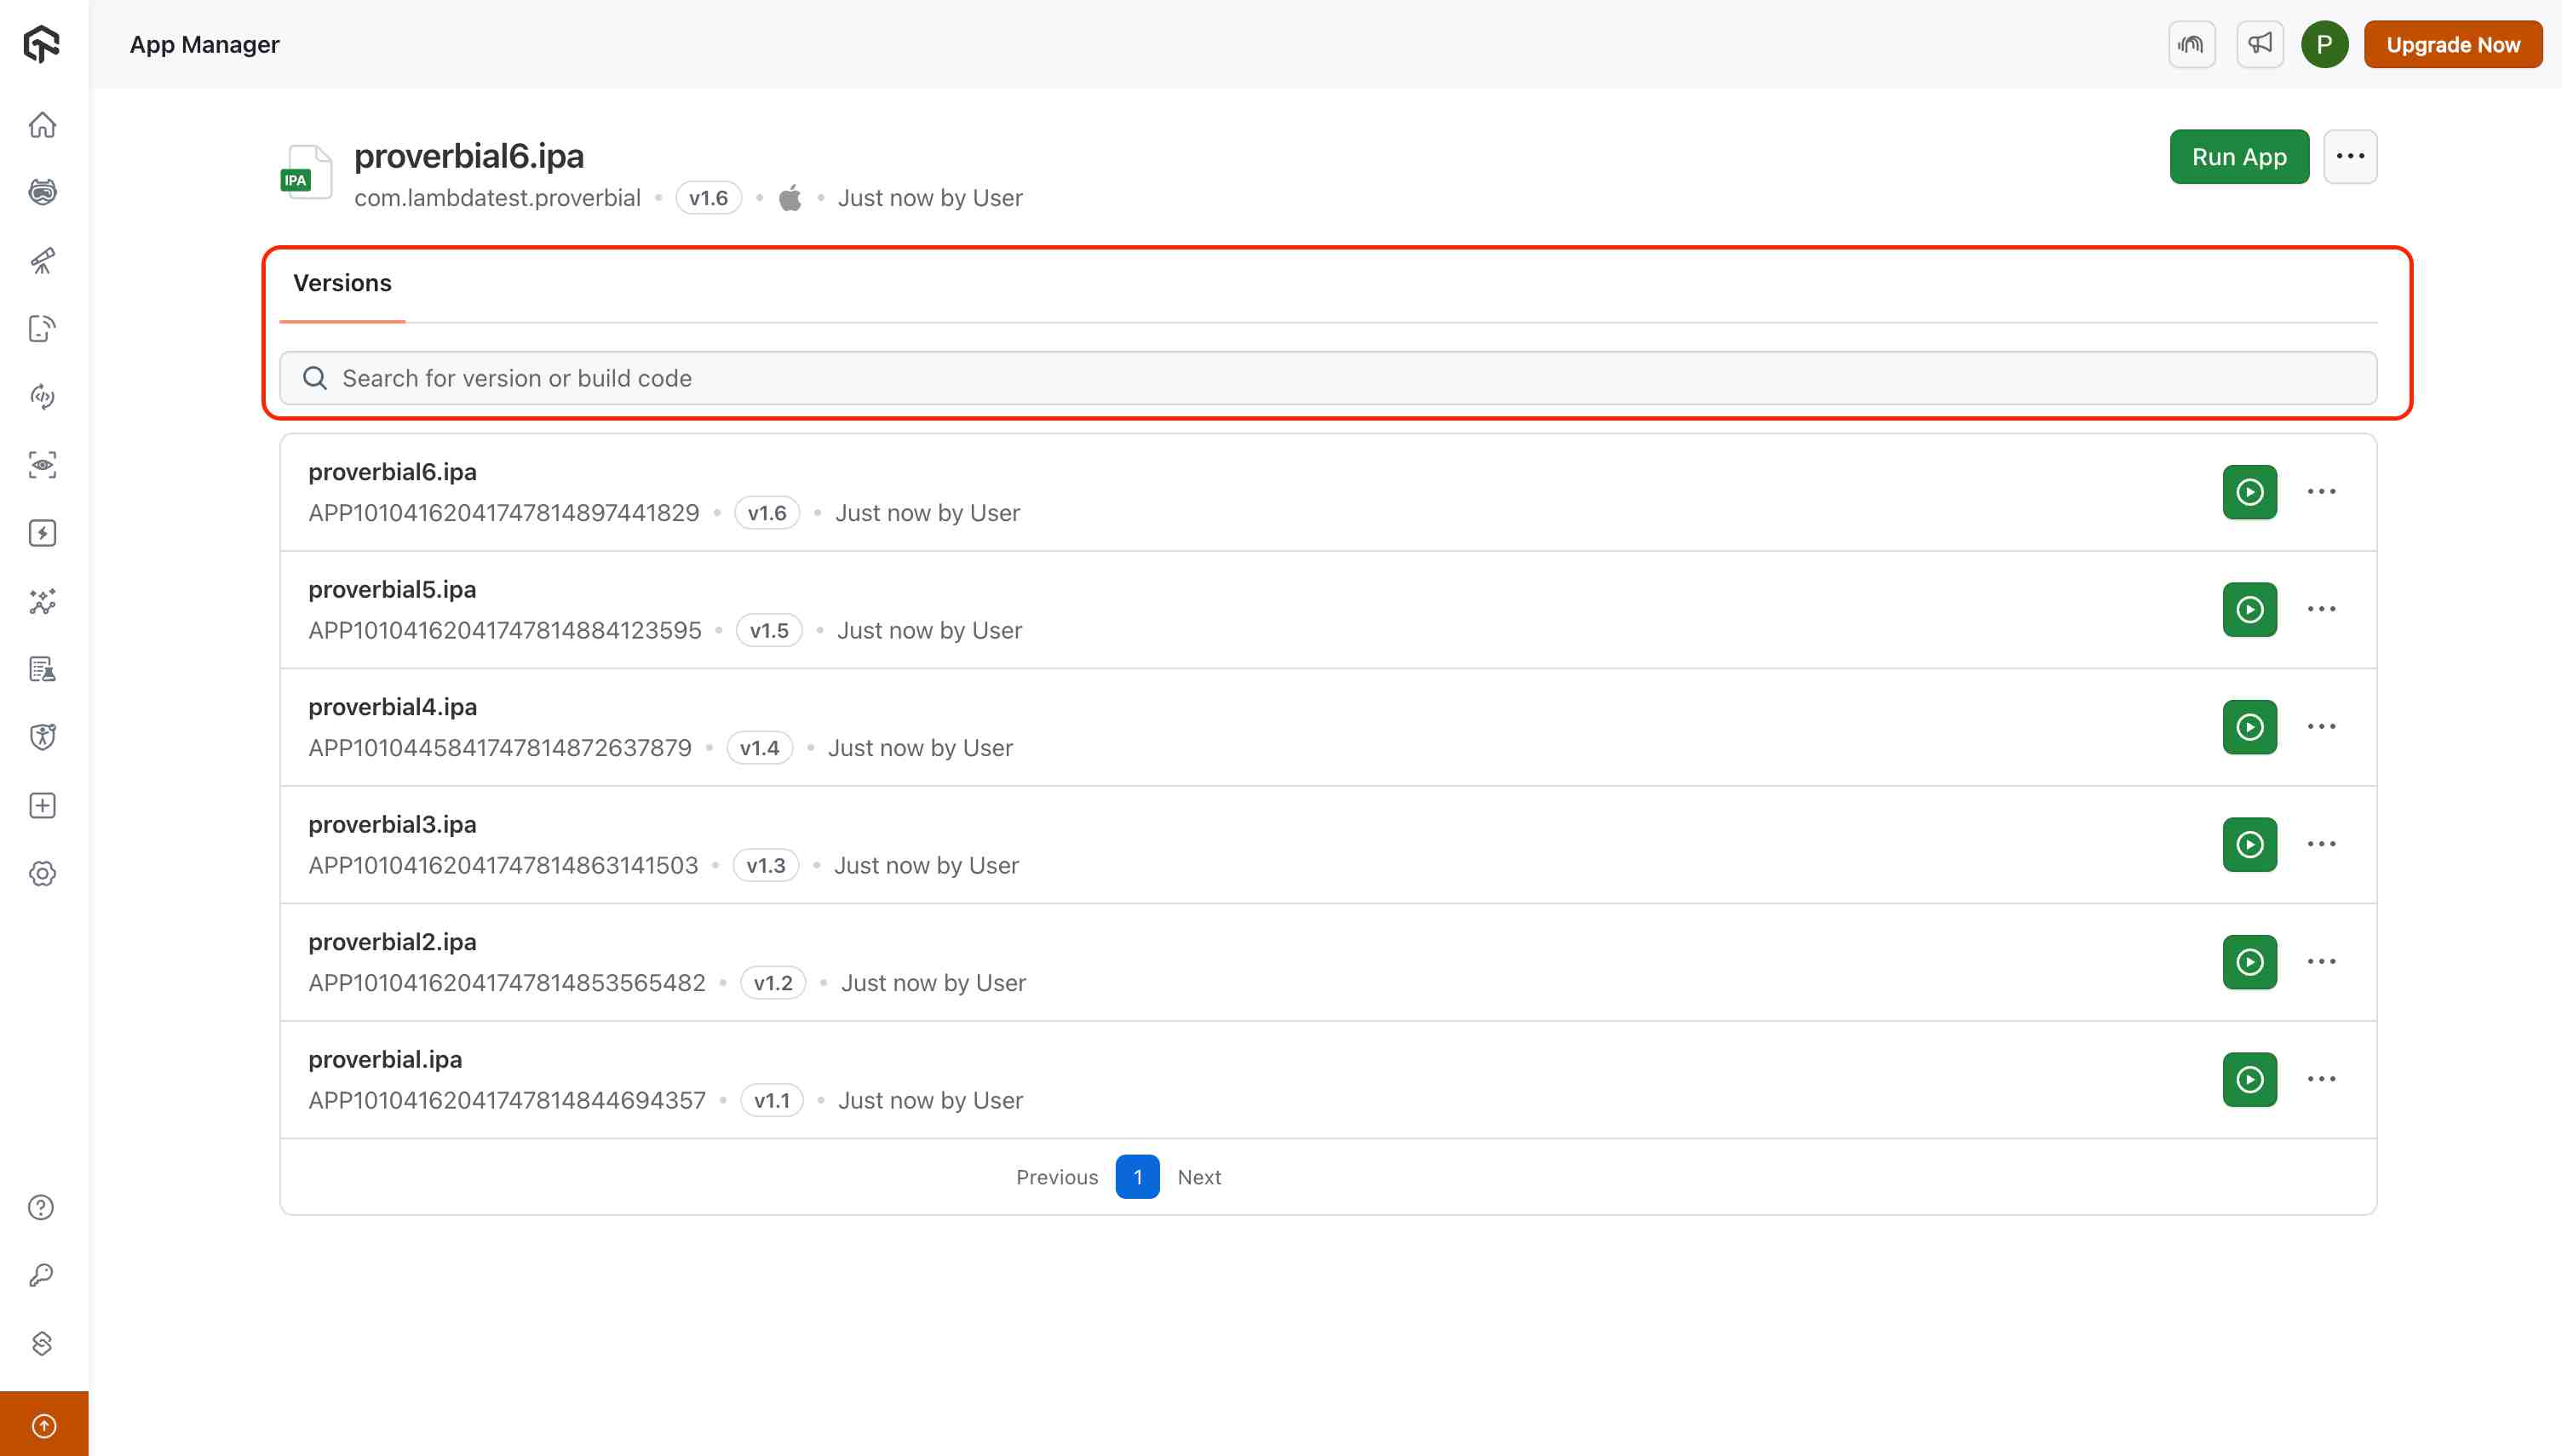 App Manager
P
Upgrade Now
IPA
proverbial6.ipa
com.lambdatest.proverbial • v1.6 • • Just now by User
Run App
Versions
Search for version or build code
proverbial6.ipa
APP10104162041747814897441829 • v1.6 • Just now by User
proverbial5.ipa
APP10104162041747814884123595 • v1.5 • Just now by User
proverbial4.ipa
APP1010445841747814872637879 • v1.4 • Just now by User
proverbial3.ipa
APP10104162041747814863141503 • v1.3 • Just now by User
proverbial2.ipa
APP10104162041747814853565482 • v1.2 • Just now by User
proverbial.ipa
APP10104162041747814844694357 • v1.1 • Just now by User
Previous 1 Next